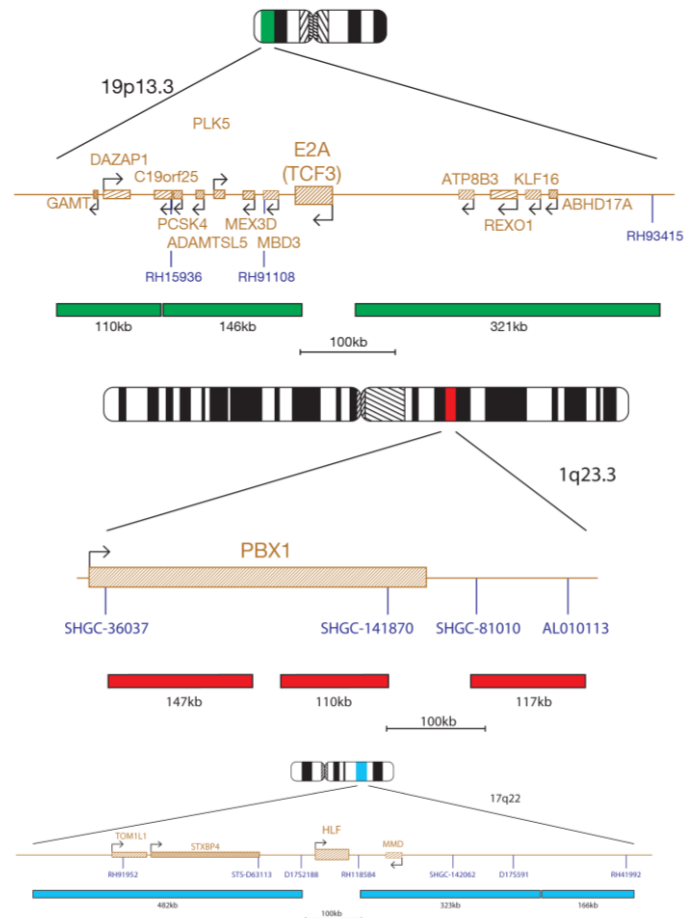 19p13.3
PLK5
DAZAP1
C19orf25
E2A
(TCF3)
ATP8B3
KLF16
GAMT
PCSK4
ADAMTSL5
MEX3D
MBD3
REXO1
ABHD17A
RH93415
RH15936
RH91108
110kb
146kb
321kb
100kb
1q23.3
PBX1
SHGC-36037
SHGC-141870
SHGC-81010
AL010113
147kb
110kb
117kb
100kb
17q22
TOM1L1
STXBP4
HLF
MMD
RH91952
STS-D63113
D17S2188
RH118584
SHGC-142062
D17S591
RH41992
482kb
323kb
166kb
100kb